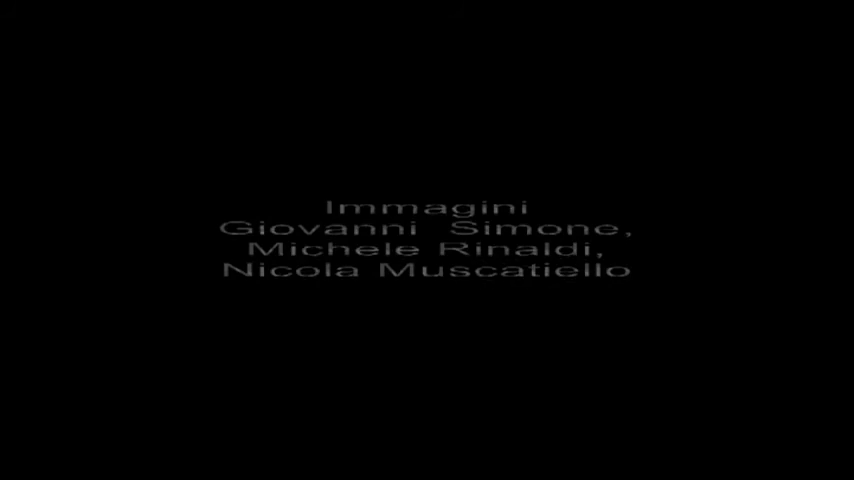 Immagini
Giovanni Simone,
Michele Rinaldi,
Nicola Muscatiello